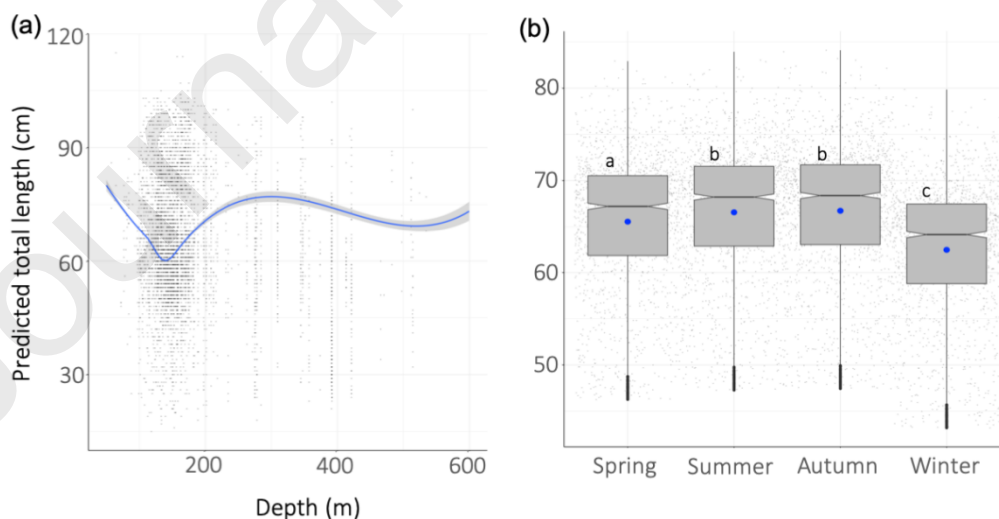 (a)
120
90
60
30
Predicted total length (cm)
200 400 600
Depth (m)
(b)
80
70
60
50
a b b c
Spring Summer Autumn Winter